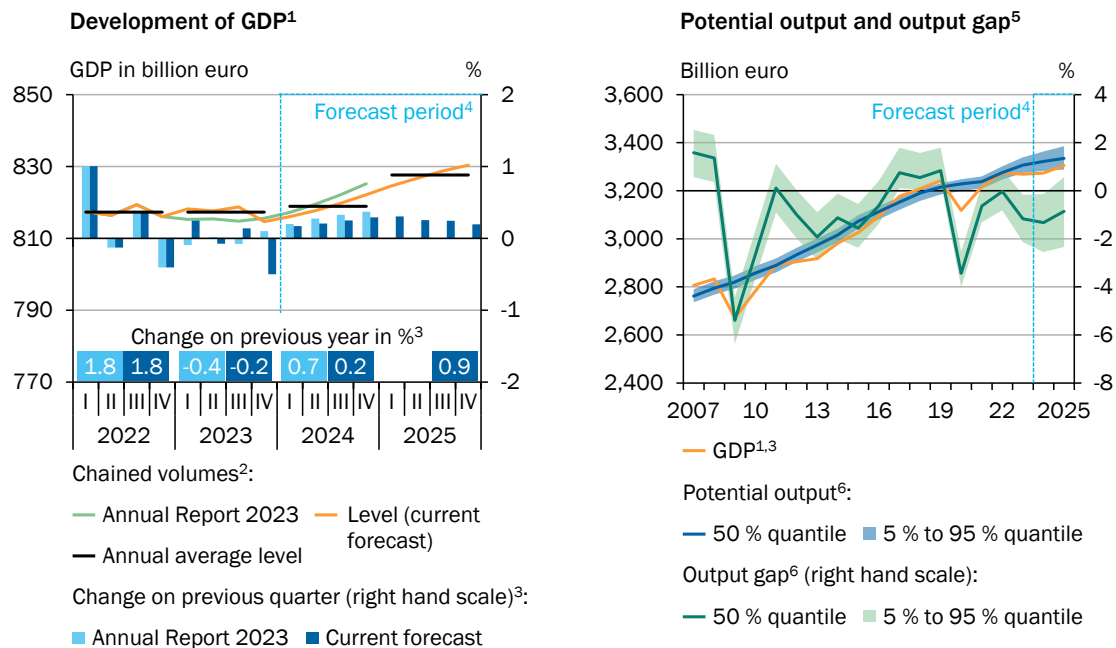 Development of GDP¹
GDP in billion euro %
850 2
Forecast period⁴
830 1
810 0
790 -1
Change on previous year in %³
1.8 1.8 -0.4 -0.2 0.7 0.2 0.9
770 -2
I II III IV I II III IV I II III IV I II III IV
2022 2023 2024 2025
Chained volumes²:
Annual Report 2023 Level (current
forecast)
Annual average level
Change on previous quarter (right hand scale)³:
Annual Report 2023 Current forecast
Potential output and output gap⁵
Billion euro %
3,600 4
Forecast period⁴
3,400 2
3,200 0
3,000 -2
2,800 -4
2,600 -6
2,400 -8
2007 10 13 16 19 22 2025
GDP¹,³
Potential output⁶:
50 % quantile 5 % to 95 % quantile
Output gap⁶ (right hand scale):
50 % quantile 5 % to 95 % quantile